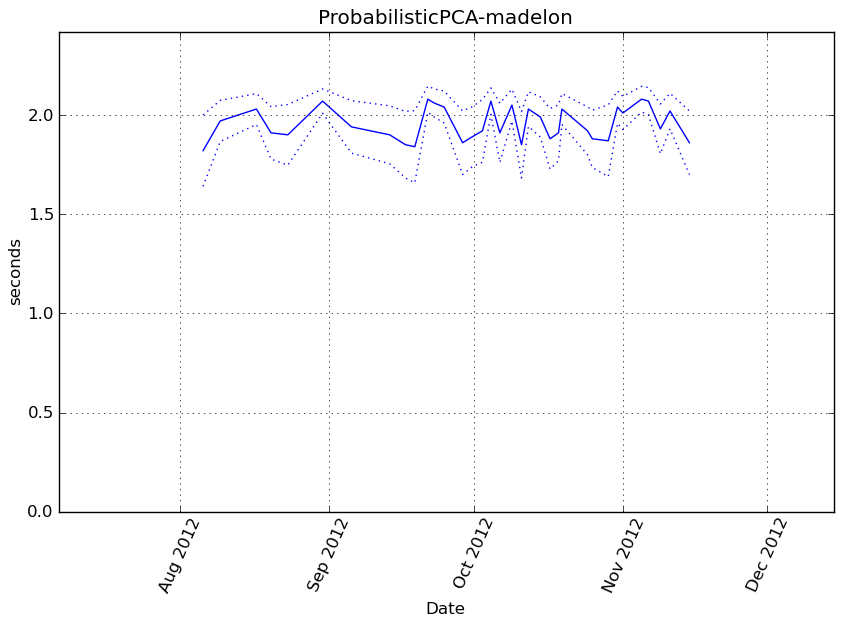 ProbabilisticPCA-madelon
seconds
2.0
1.5
1.0
0.5
0.0
Aug 2012
Sep 2012
Oct 2012
Nov 2012
Dec 2012
Date